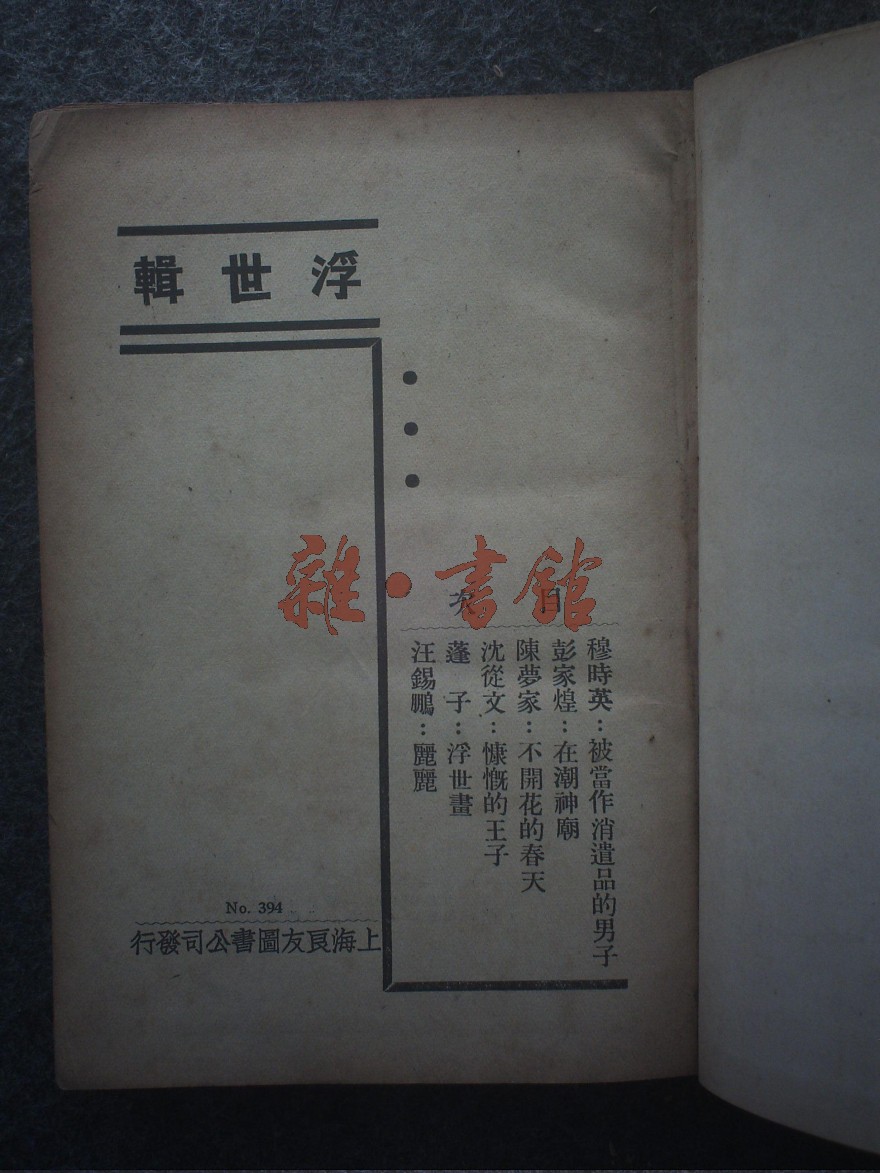 浮世輯
雜·書館
目次
穆時英：被當作消遣品的男子
彭家煌：在潮神廟
陳夢家：不開花的春天
沈從文：慷慨的王子
蓬子：浮世畫
汪錫鵬：麗麗
No. 394
上海良友圖書公司發行